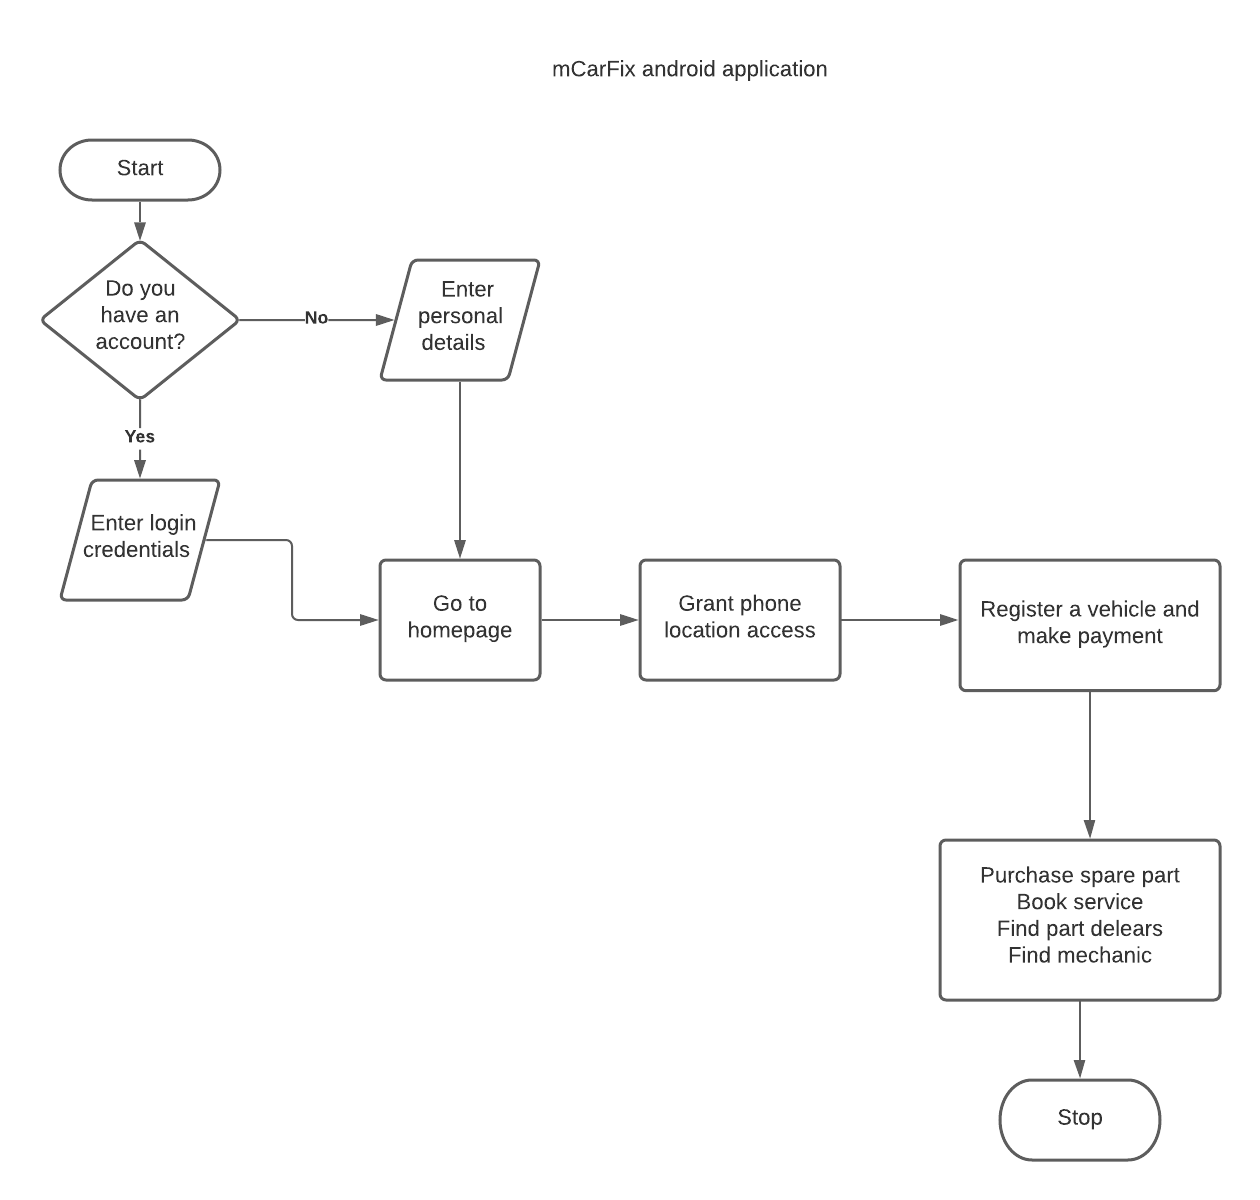 mCarFix android application
Start
Do you
have an
account?
No
Enter
personal
details
Yes
Enter login
credentials
Go to
homepage
Grant phone
location access
Register a vehicle and
make payment
Purchase spare part
Book service
Find part delears
Find mechanic
Stop